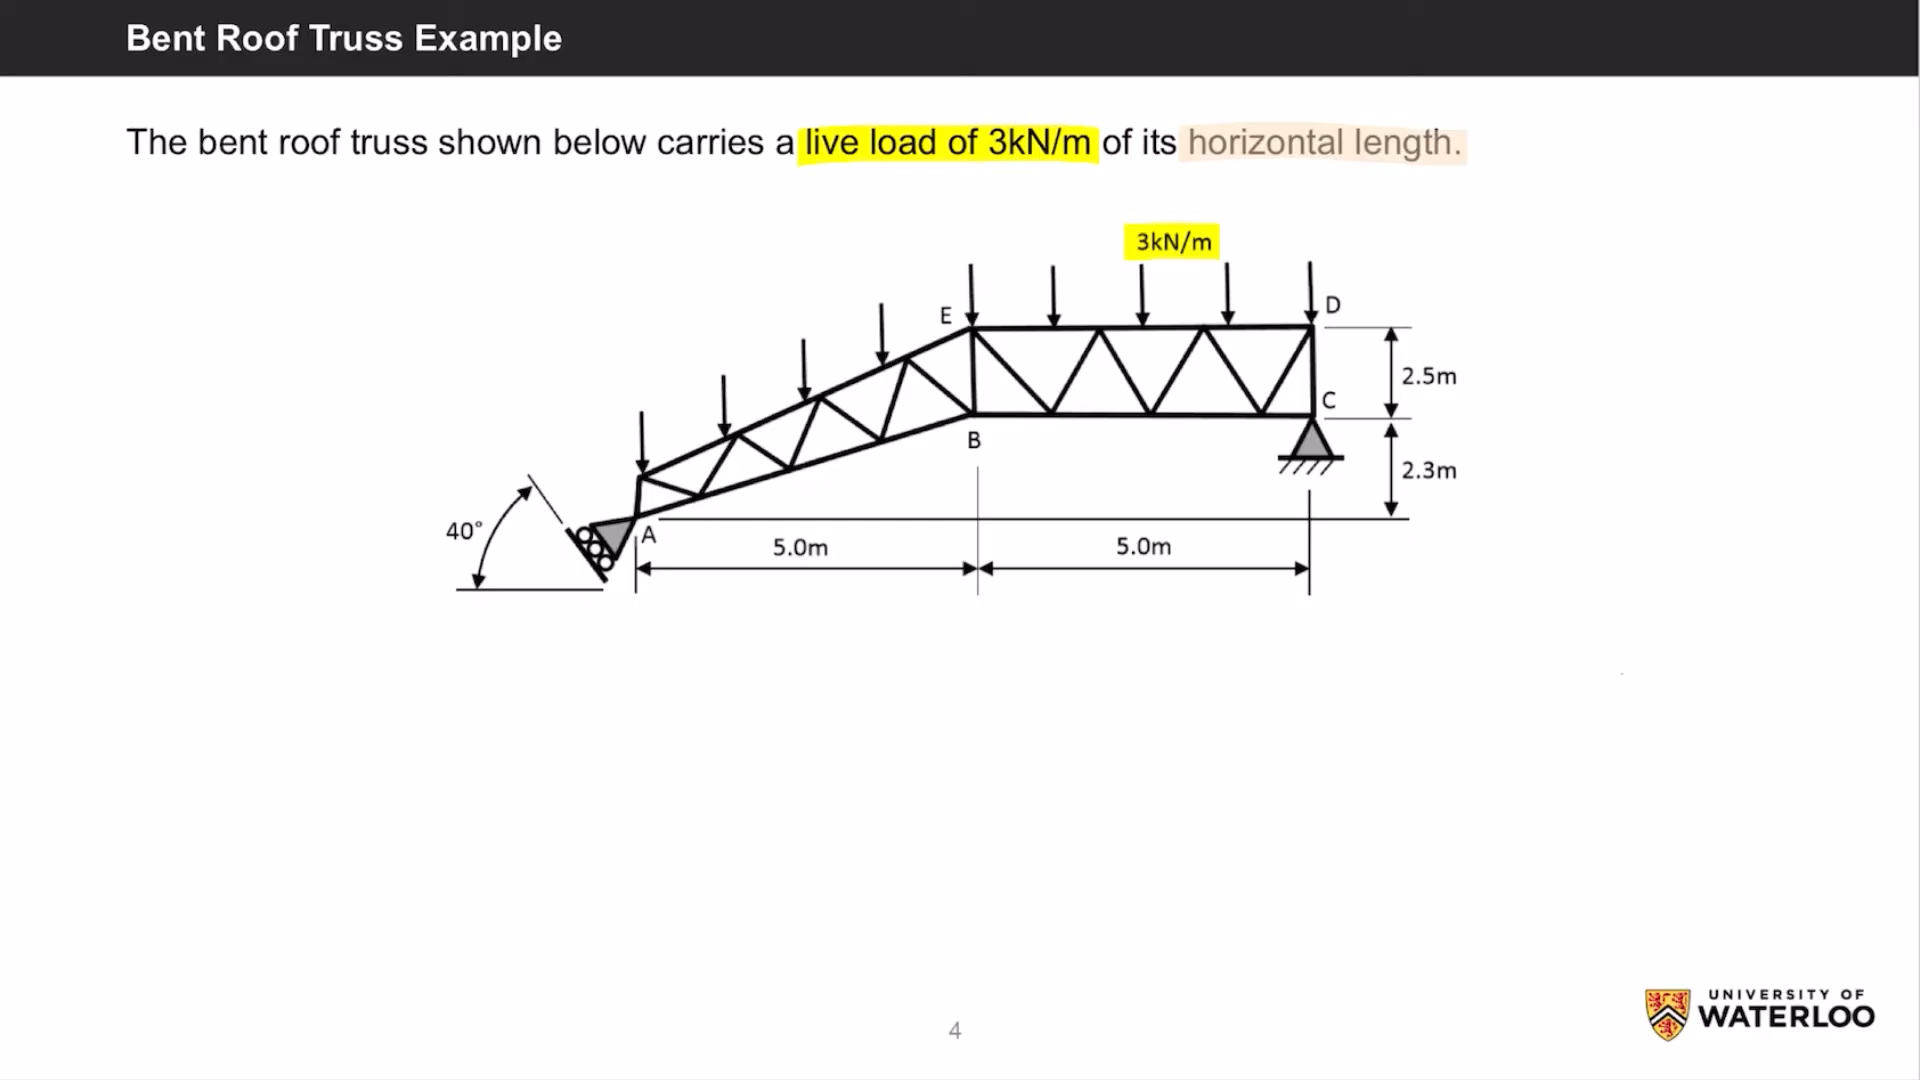 Bent Roof Truss Example
The bent roof truss shown below carries a live load of 3kN/m of its horizontal length.
3kN/m
E
D
2.5m
C
B
2.3m
40°
A
5.0m
5.0m
UNIVERSITY OF
WATERLOO
4